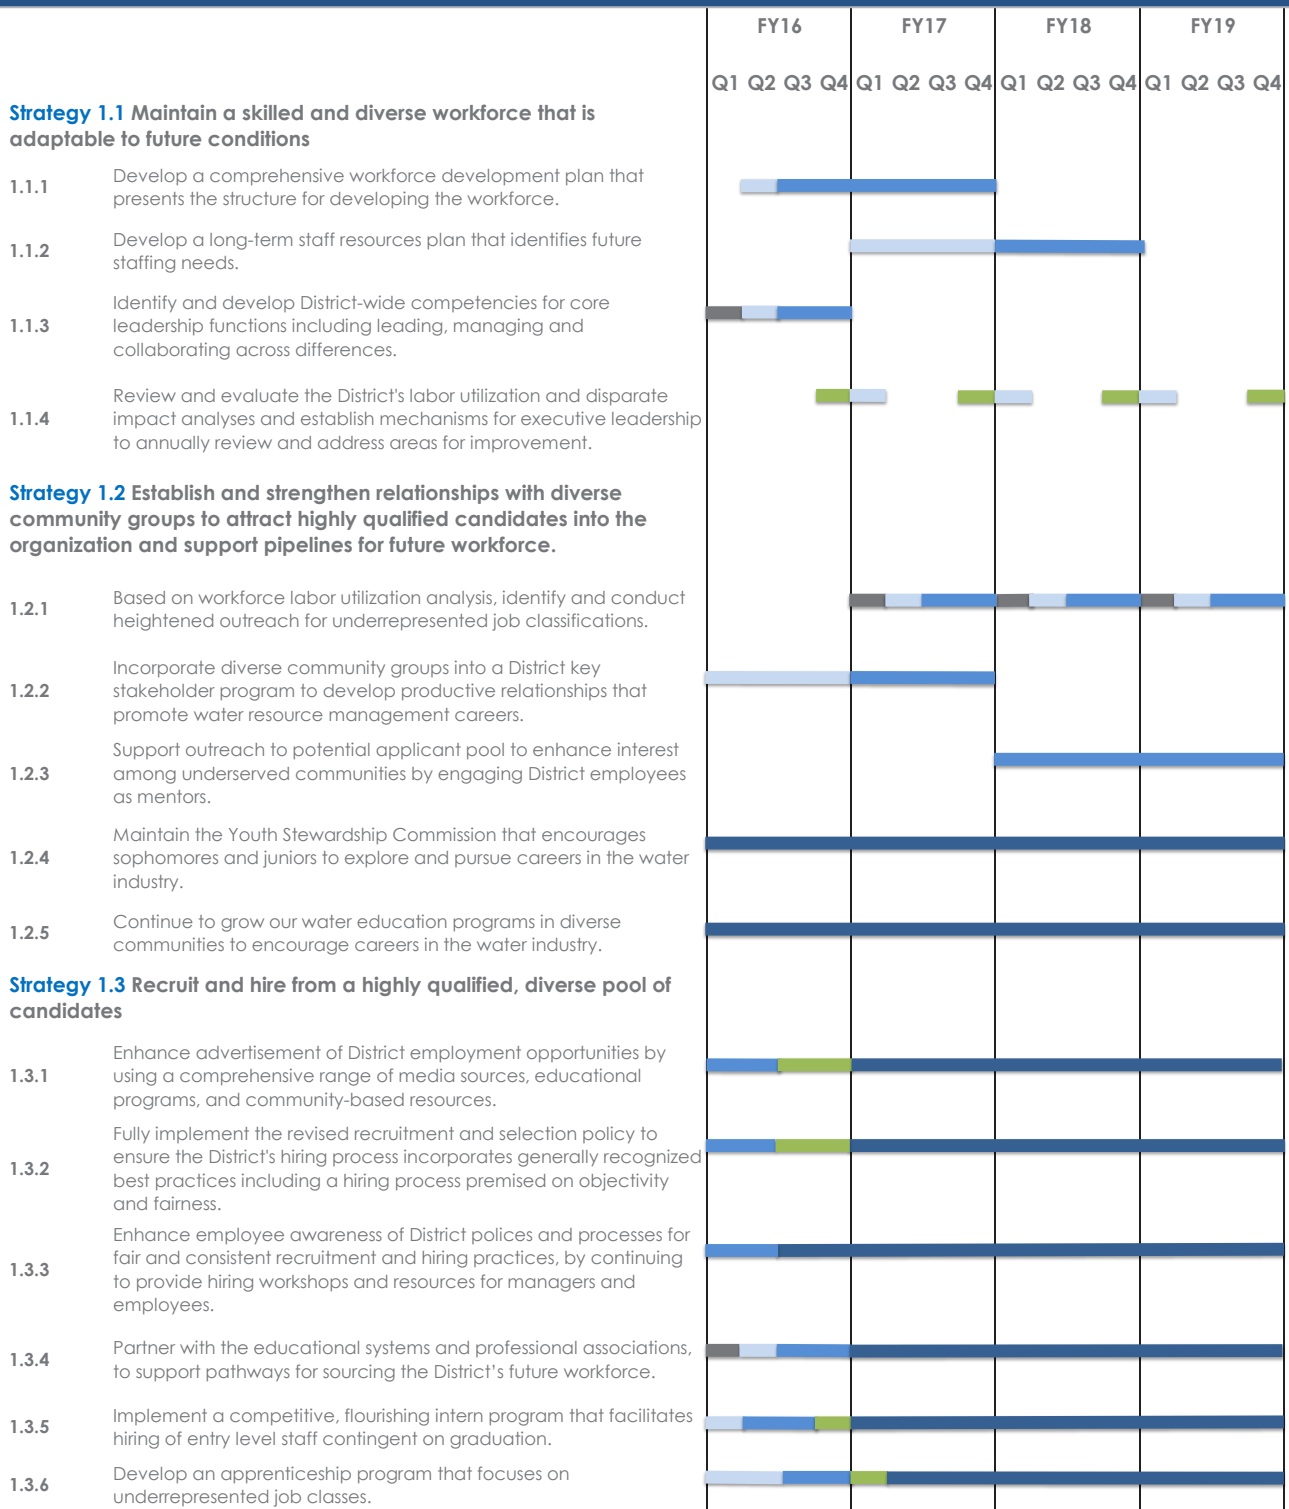 FY16 FY17 FY18 FY19
Q1 Q2 Q3 Q4 Q1 Q2 Q3 Q4 Q1 Q2 Q3 Q4 Q1 Q2 Q3 Q4
Strategy 1.1 Maintain a skilled and diverse workforce that is
adaptable to future conditions
1.1.1
Develop a comprehensive workforce development plan that
presents the structure for developing the workforce.
1.1.2
Develop a long-term staff resources plan that identifies future
staffing needs.
1.1.3
Identify and develop District-wide competencies for core
leadership functions including leading, managing and
collaborating across differences.
1.1.4
Review and evaluate the District's labor utilization and disparate
impact analyses and establish mechanisms for executive leadership
to annually review and address areas for improvement.
Strategy 1.2 Establish and strengthen relationships with diverse
community groups to attract highly qualified candidates into the
organization and support pipelines for future workforce.
1.2.1
Based on workforce labor utilization analysis, identify and conduct
heightened outreach for underrepresented job classifications.
1.2.2
Incorporate diverse community groups into a District key
stakeholder program to develop productive relationships that
promote water resource management careers.
1.2.3
Support outreach to potential applicant pool to enhance interest
among underserved communities by engaging District employees
as mentors.
1.2.4
Maintain the Youth Stewardship Commission that encourages
sophomores and juniors to explore and pursue careers in the water
industry.
1.2.5
Continue to grow our water education programs in diverse
communities to encourage careers in the water industry.
Strategy 1.3 Recruit and hire from a highly qualified, diverse pool of
candidates
1.3.1
Enhance advertisement of District employment opportunities by
using a comprehensive range of media sources, educational
programs, and community-based resources.
1.3.2
Fully implement the revised recruitment and selection policy to
ensure the District's hiring process incorporates generally recognized
best practices including a hiring process premised on objectivity
and fairness.
1.3.3
Enhance employee awareness of District polices and processes for
fair and consistent recruitment and hiring practices, by continuing
to provide hiring workshops and resources for managers and
employees.
1.3.4
Partner with the educational systems and professional associations,
to support pathways for sourcing the District’s future workforce.
1.3.5
Implement a competitive, flourishing intern program that facilitates
hiring of entry level staff contingent on graduation.
1.3.6
Develop an apprenticeship program that focuses on
underrepresented job classes.